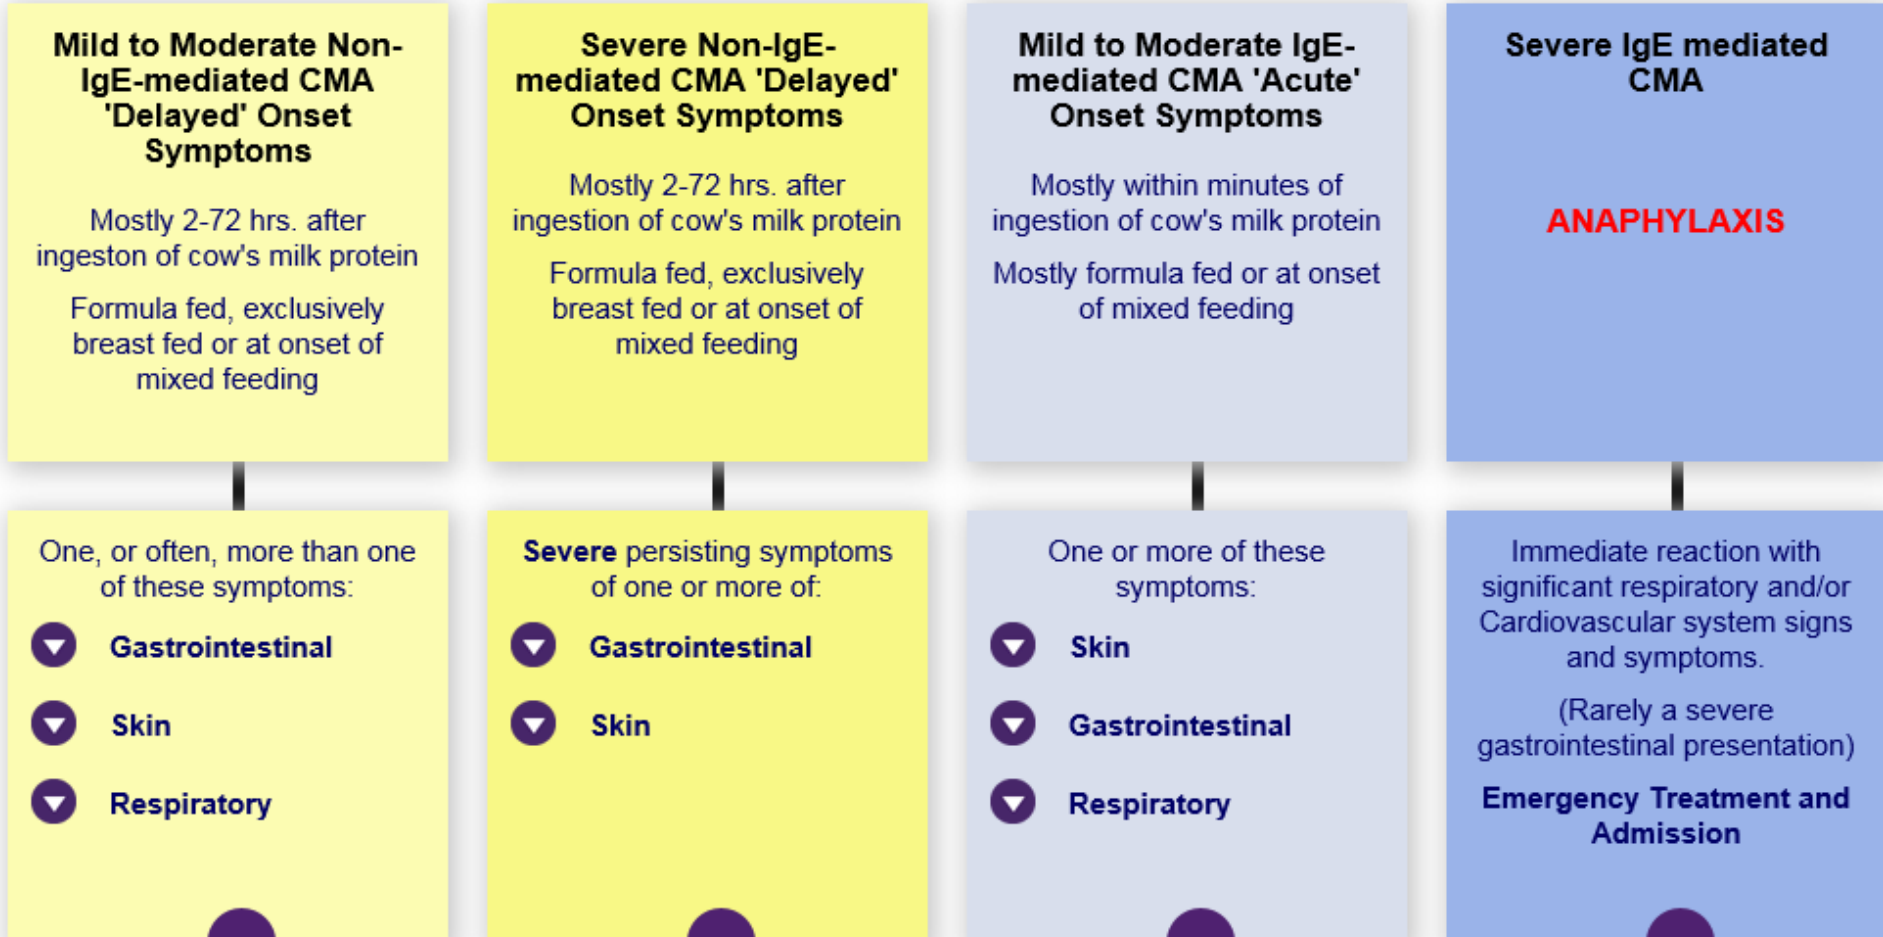 Mild to Moderate Non-
IgE-mediated CMA
'Delayed' Onset
Symptoms
Mostly 2-72 hrs. after
ingeston of cow's milk protein
Formula fed, exclusively
breast fed or at onset of
mixed feeding
One, or often, more than one
of these symptoms:
Gastrointestinal
Skin
Respiratory
Severe Non-IgE-
mediated CMA 'Delayed'
Onset Symptoms
Mostly 2-72 hrs. after
ingestion of cow's milk protein
Formula fed, exclusively
breast fed or at onset of
mixed feeding
Severe persisting symptoms
of one or more of:
Gastrointestinal
Skin
Mild to Moderate IgE-
mediated CMA 'Acute'
Onset Symptoms
Mostly within minutes of
ingestion of cow's milk protein
Mostly formula fed or at onset
of mixed feeding
One or more of these
symptoms:
Skin
Gastrointestinal
Respiratory
Severe IgE mediated
CMA
ANAPHYLAXIS
Immediate reaction with
significant respiratory and/or
Cardiovascular system signs
and symptoms.
(Rarely a severe
gastrointestinal presentation)
Emergency Treatment and
Admission